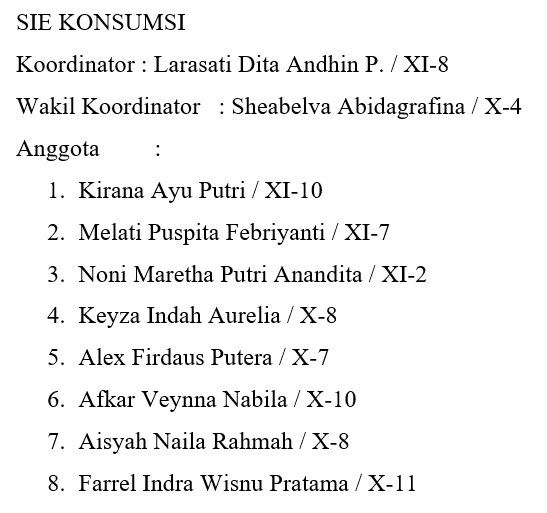 SIE KONSUMSI
Koordinator : Larasati Dita Andhin P. / XI-8
Wakil Koordinator : Sheabelva Abidagrafina / X-4
Anggota :
1. Kirana Ayu Putri / XI-10
2. Melati Puspita Febriyanti / XI-7
3. Noni Maretha Putri Anandita / XI-2
4. Keyza Indah Aurelia / X-8
5. Alex Firdaus Putera / X-7
6. Afkar Veynna Nabila / X-10
7. Aisyah Naila Rahmah / X-8
8. Farrel Indra Wisnu Pratama / X-11